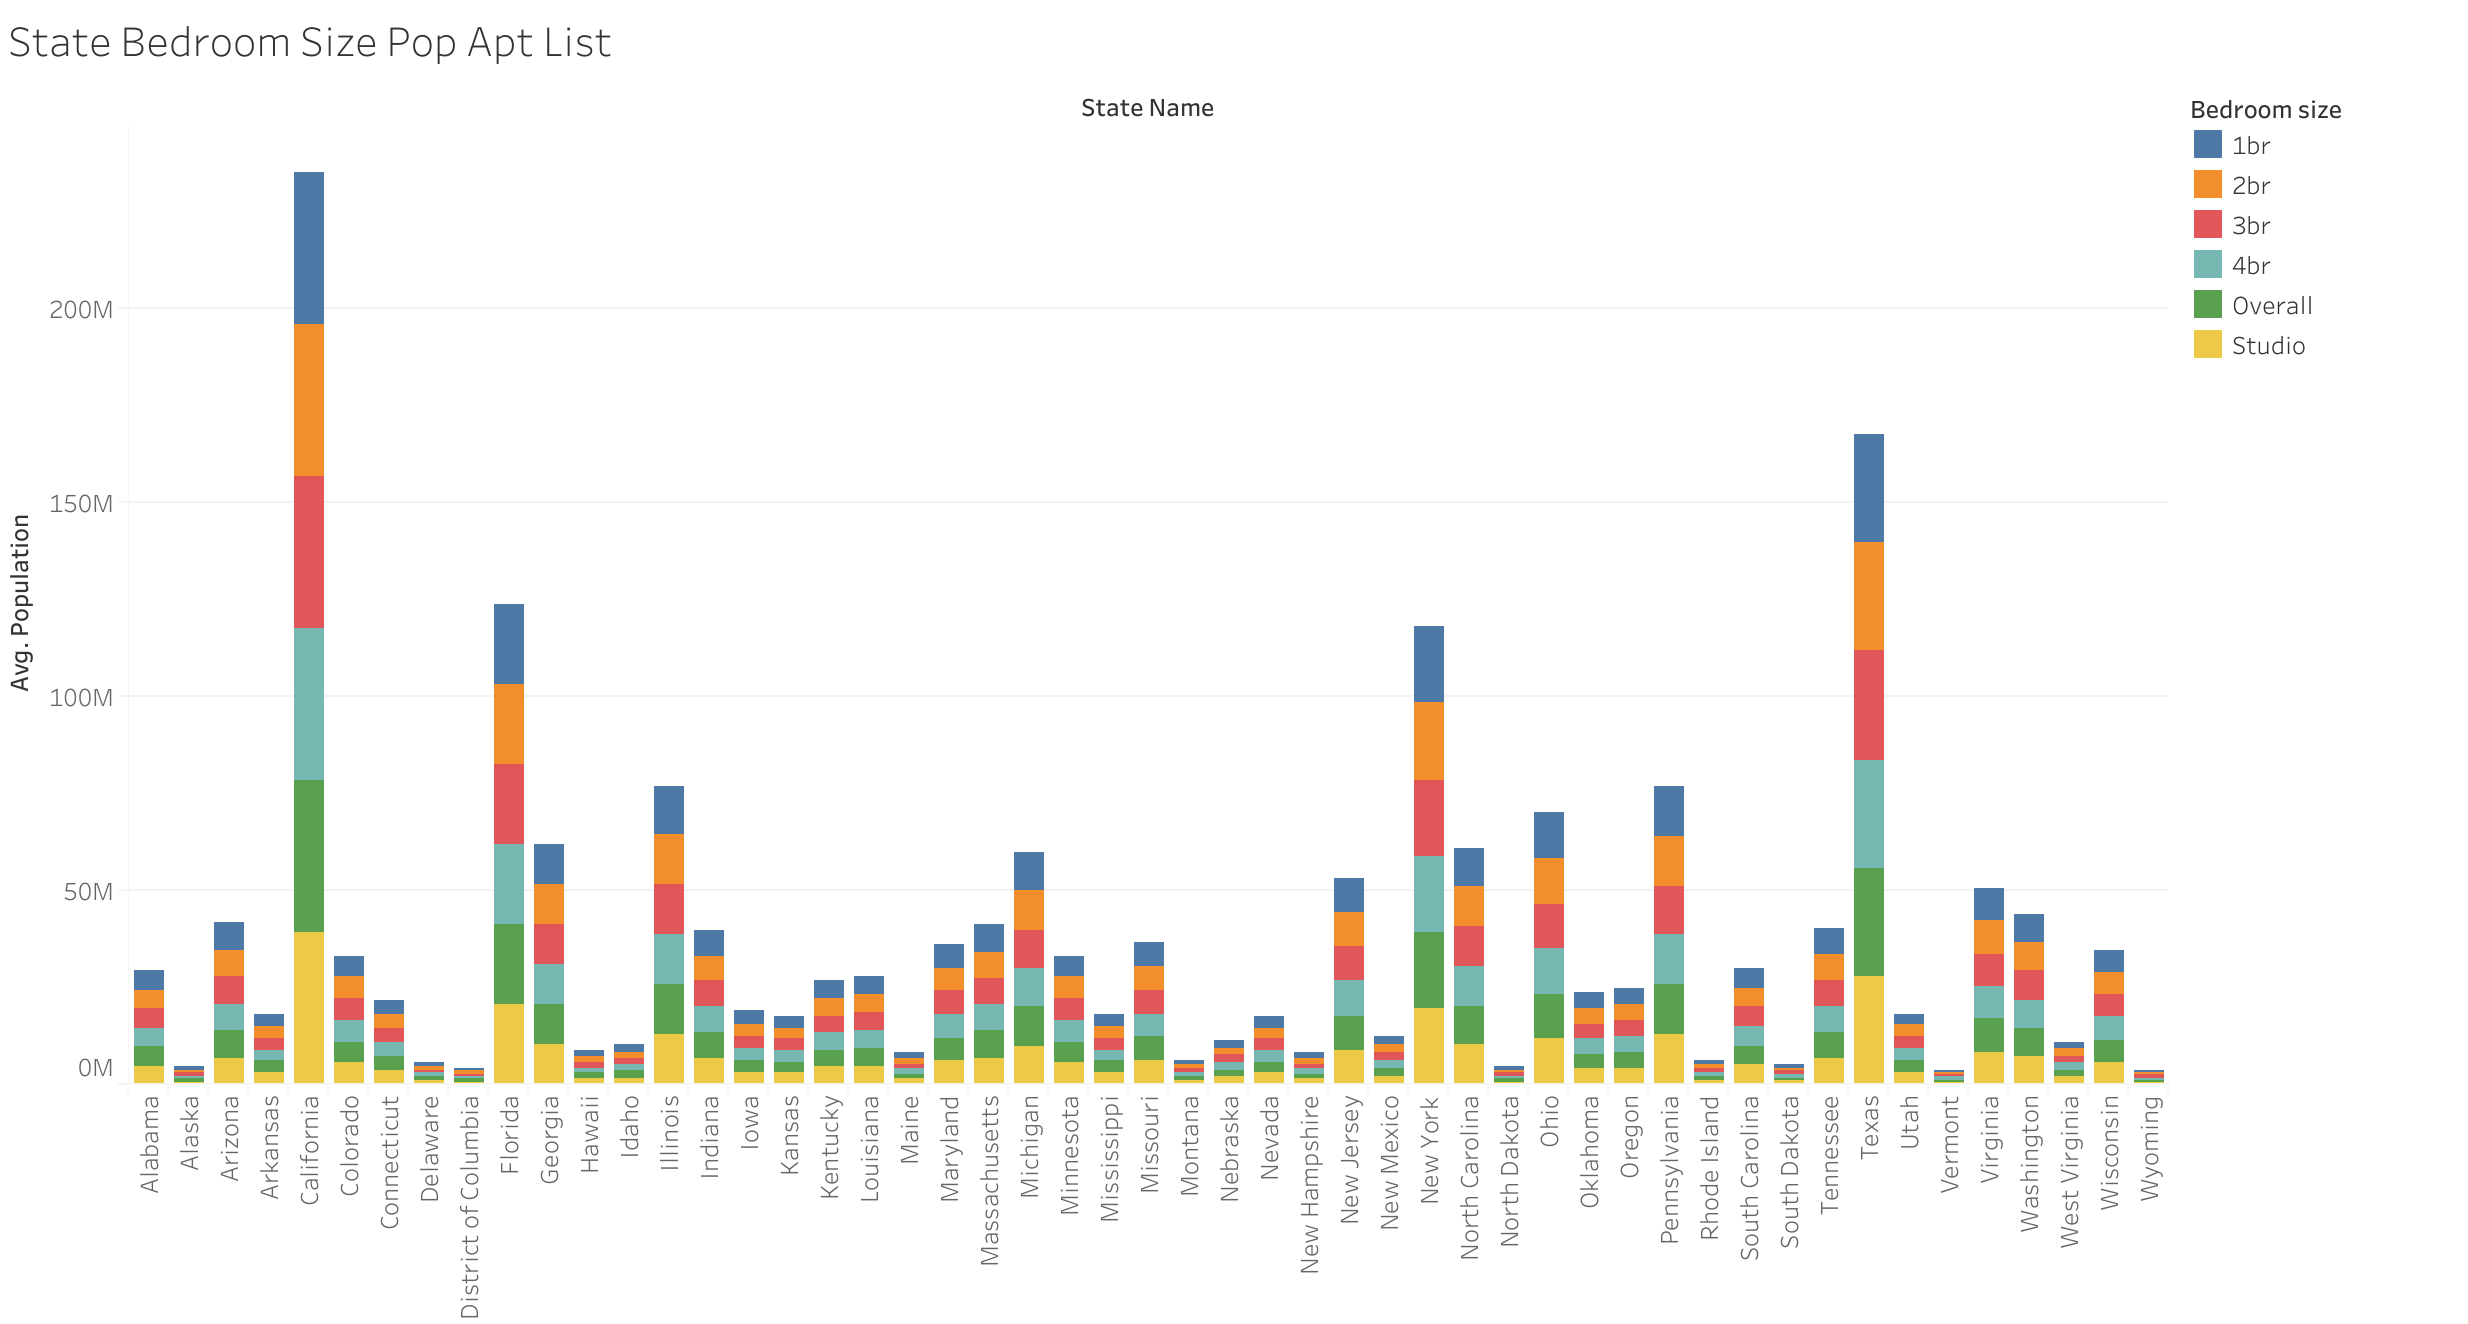 State Bedroom Size Pop Apt List
State Name
Bedroom size
1br
2br
3br
4br
Overall
Studio
Avg. Population
200M
150M
100M
50M
0M
Alabama
Alaska
Arizona
Arkansas
California
Colorado
Connecticut
Delaware
District of Columbia
Florida
Georgia
Hawaii
Idaho
Illinois
Indiana
Iowa
Kansas
Kentucky
Louisiana
Maine
Maryland
Massachusetts
Michigan
Minnesota
Mississippi
Missouri
Montana
Nebraska
Nevada
New Hampshire
New Jersey
New Mexico
New York
North Carolina
North Dakota
Ohio
Oklahoma
Oregon
Pennsylvania
Rhode Island
South Carolina
South Dakota
Tennessee
Texas
Utah
Vermont
Virginia
Washington
West Virginia
Wisconsin
Wyoming